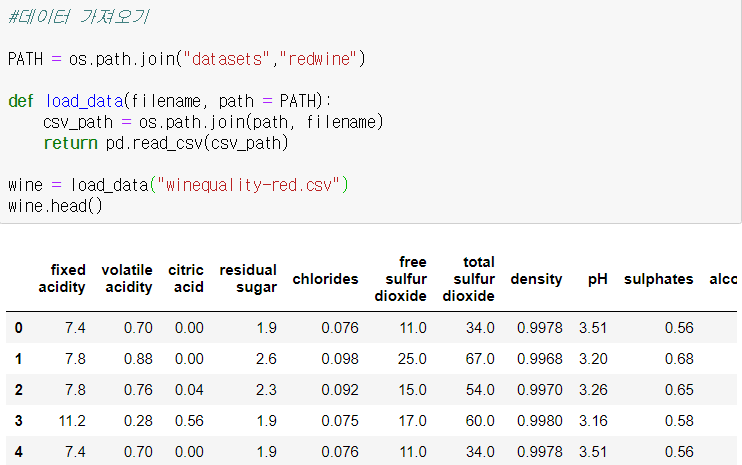 #데이터 가져오기
PATH = os.path.join("datasets","redwine")
def load_data(filename, path = PATH):
    csv_path = os.path.join(path, filename)
    return pd.read_csv(csv_path)
wine = load_data("winequality-red.csv")
wine.head()
fixed acidity volatile acidity citric acid residual sugar chlorides free sulfur dioxide total sulfur dioxide density pH sulphates alco
0 7.4 0.70 0.00 1.9 0.076 11.0 34.0 0.9978 3.51 0.56
1 7.8 0.88 0.00 2.6 0.098 25.0 67.0 0.9968 3.20 0.68
2 7.8 0.76 0.04 2.3 0.092 15.0 54.0 0.9970 3.26 0.65
3 11.2 0.28 0.56 1.9 0.075 17.0 60.0 0.9980 3.16 0.58
4 7.4 0.70 0.00 1.9 0.076 11.0 34.0 0.9978 3.51 0.56